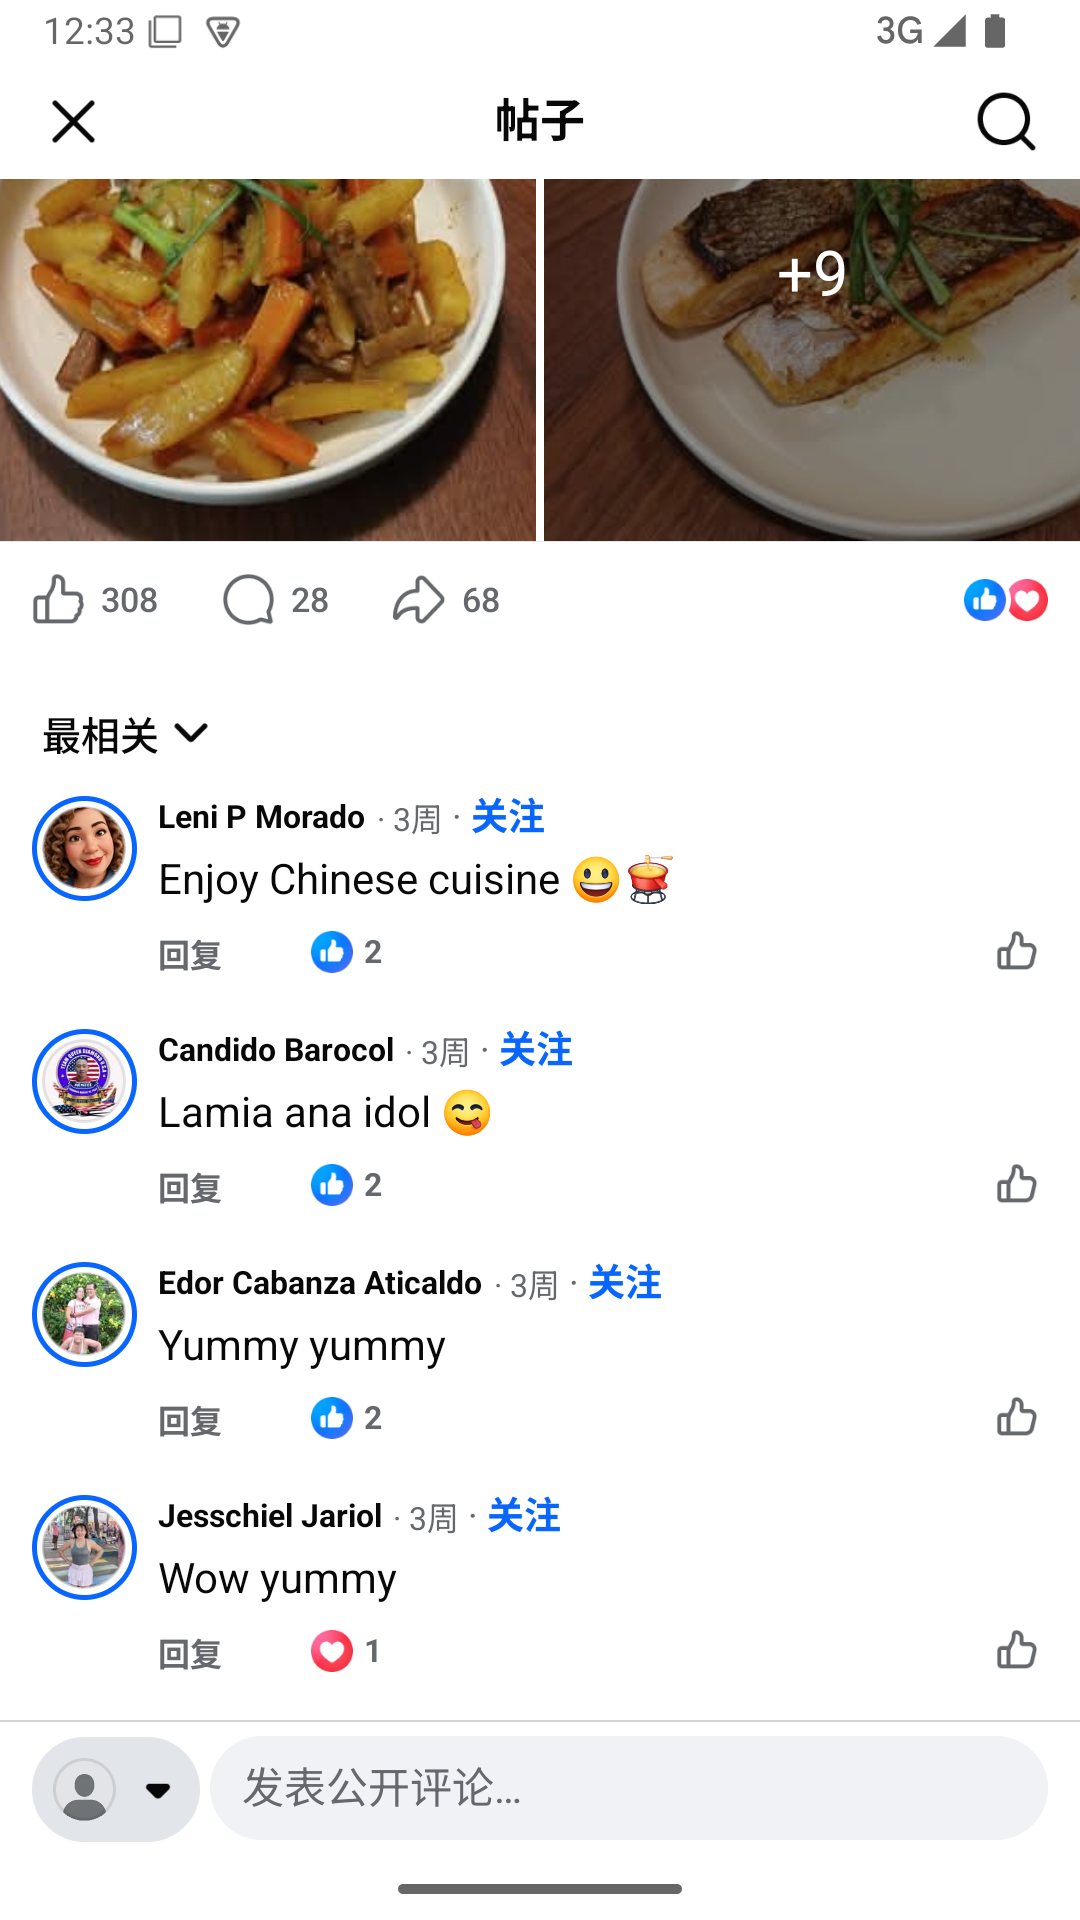 12:33
3G
帖子
+9
308
28
68
最相关
Leni P Morado · 3周 · 关注
Enjoy Chinese cuisine 😃🫕
回复
2
Candido Barocol · 3周 · 关注
Lamia ana idol 😋
回复
2
Edor Cabanza Aticaldo · 3周 · 关注
Yummy yummy
回复
2
Jesschiel Jariol · 3周 · 关注
Wow yummy
回复
1
发表公开评论...